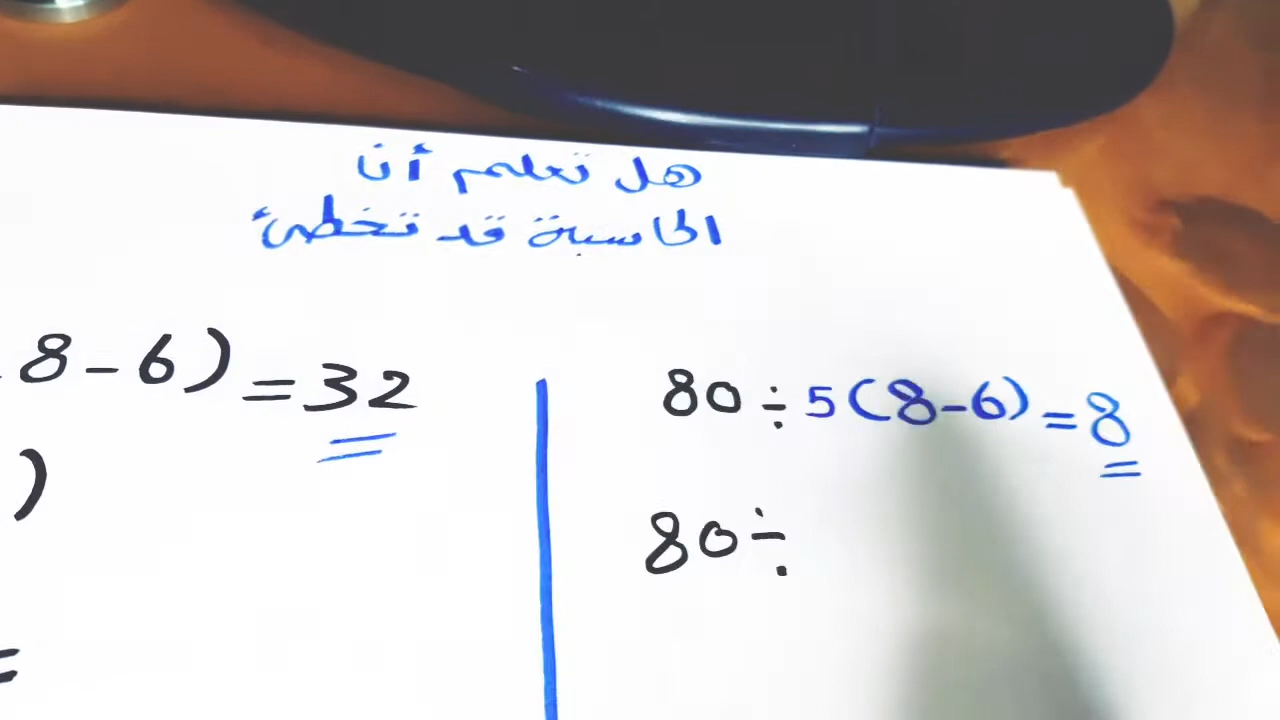 هل تعلم أن
الحاسبة قد تخطئ
8-6)=32
80÷5(8-6)=8
)
80÷
=